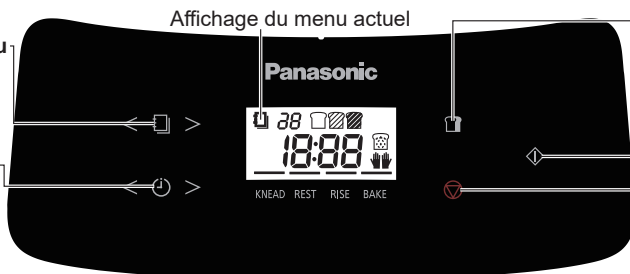 Affichage du menu actuel
u
Panasonic
< >
38
18:88
< >
KNEAD REST RISE BAKE